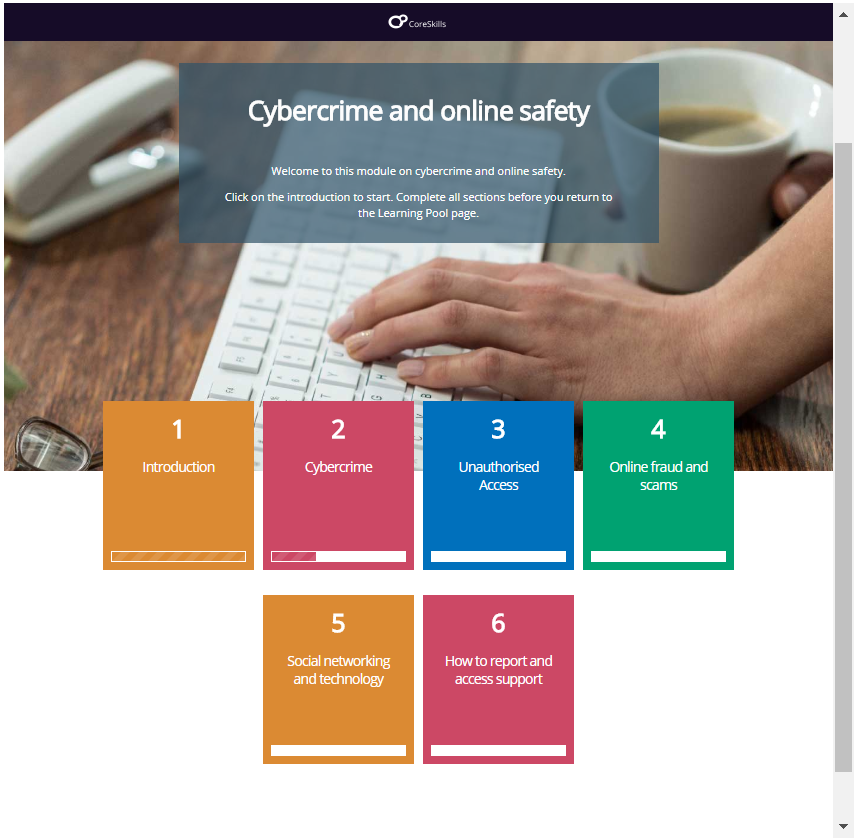 CoreSkills
Cybercrime and online safety
Welcome to this module on cybercrime and online safety.
Click on the introduction to start. Complete all sections before you return to
the Learning Pool page.
1
Introduction
2
Cybercrime
3
Unauthorised
Access
4
Online fraud and
scams
5
Social networking
and technology
6
How to report and
access support